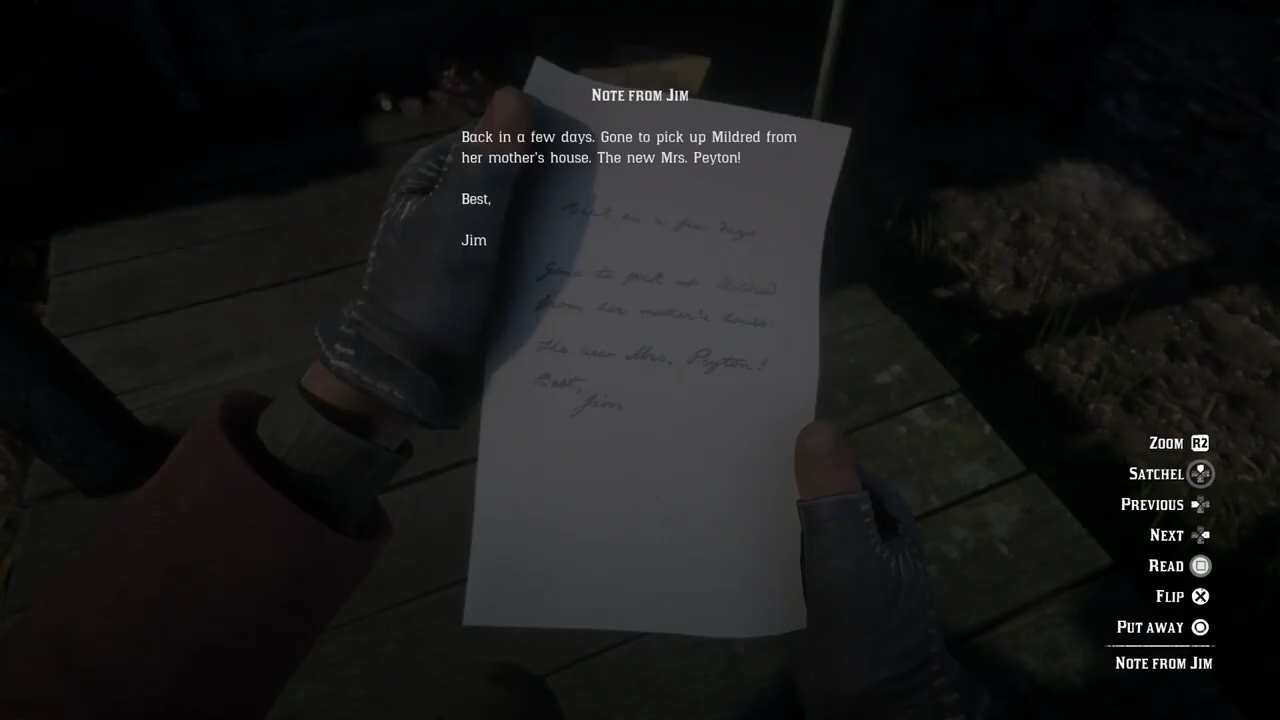 Note from Jim
Back in a few days. Gone to pick up Mildred from
her mother's house. The new Mrs. Peyton!
Best,
Jim
Back in a few days
Gone to pick up Mildred
from her mother's house.
The new Mrs. Peyton!
Best,
Jim
Zoom R2
Satchel
Previous
Next
Read
Flip
Put away
Note from Jim